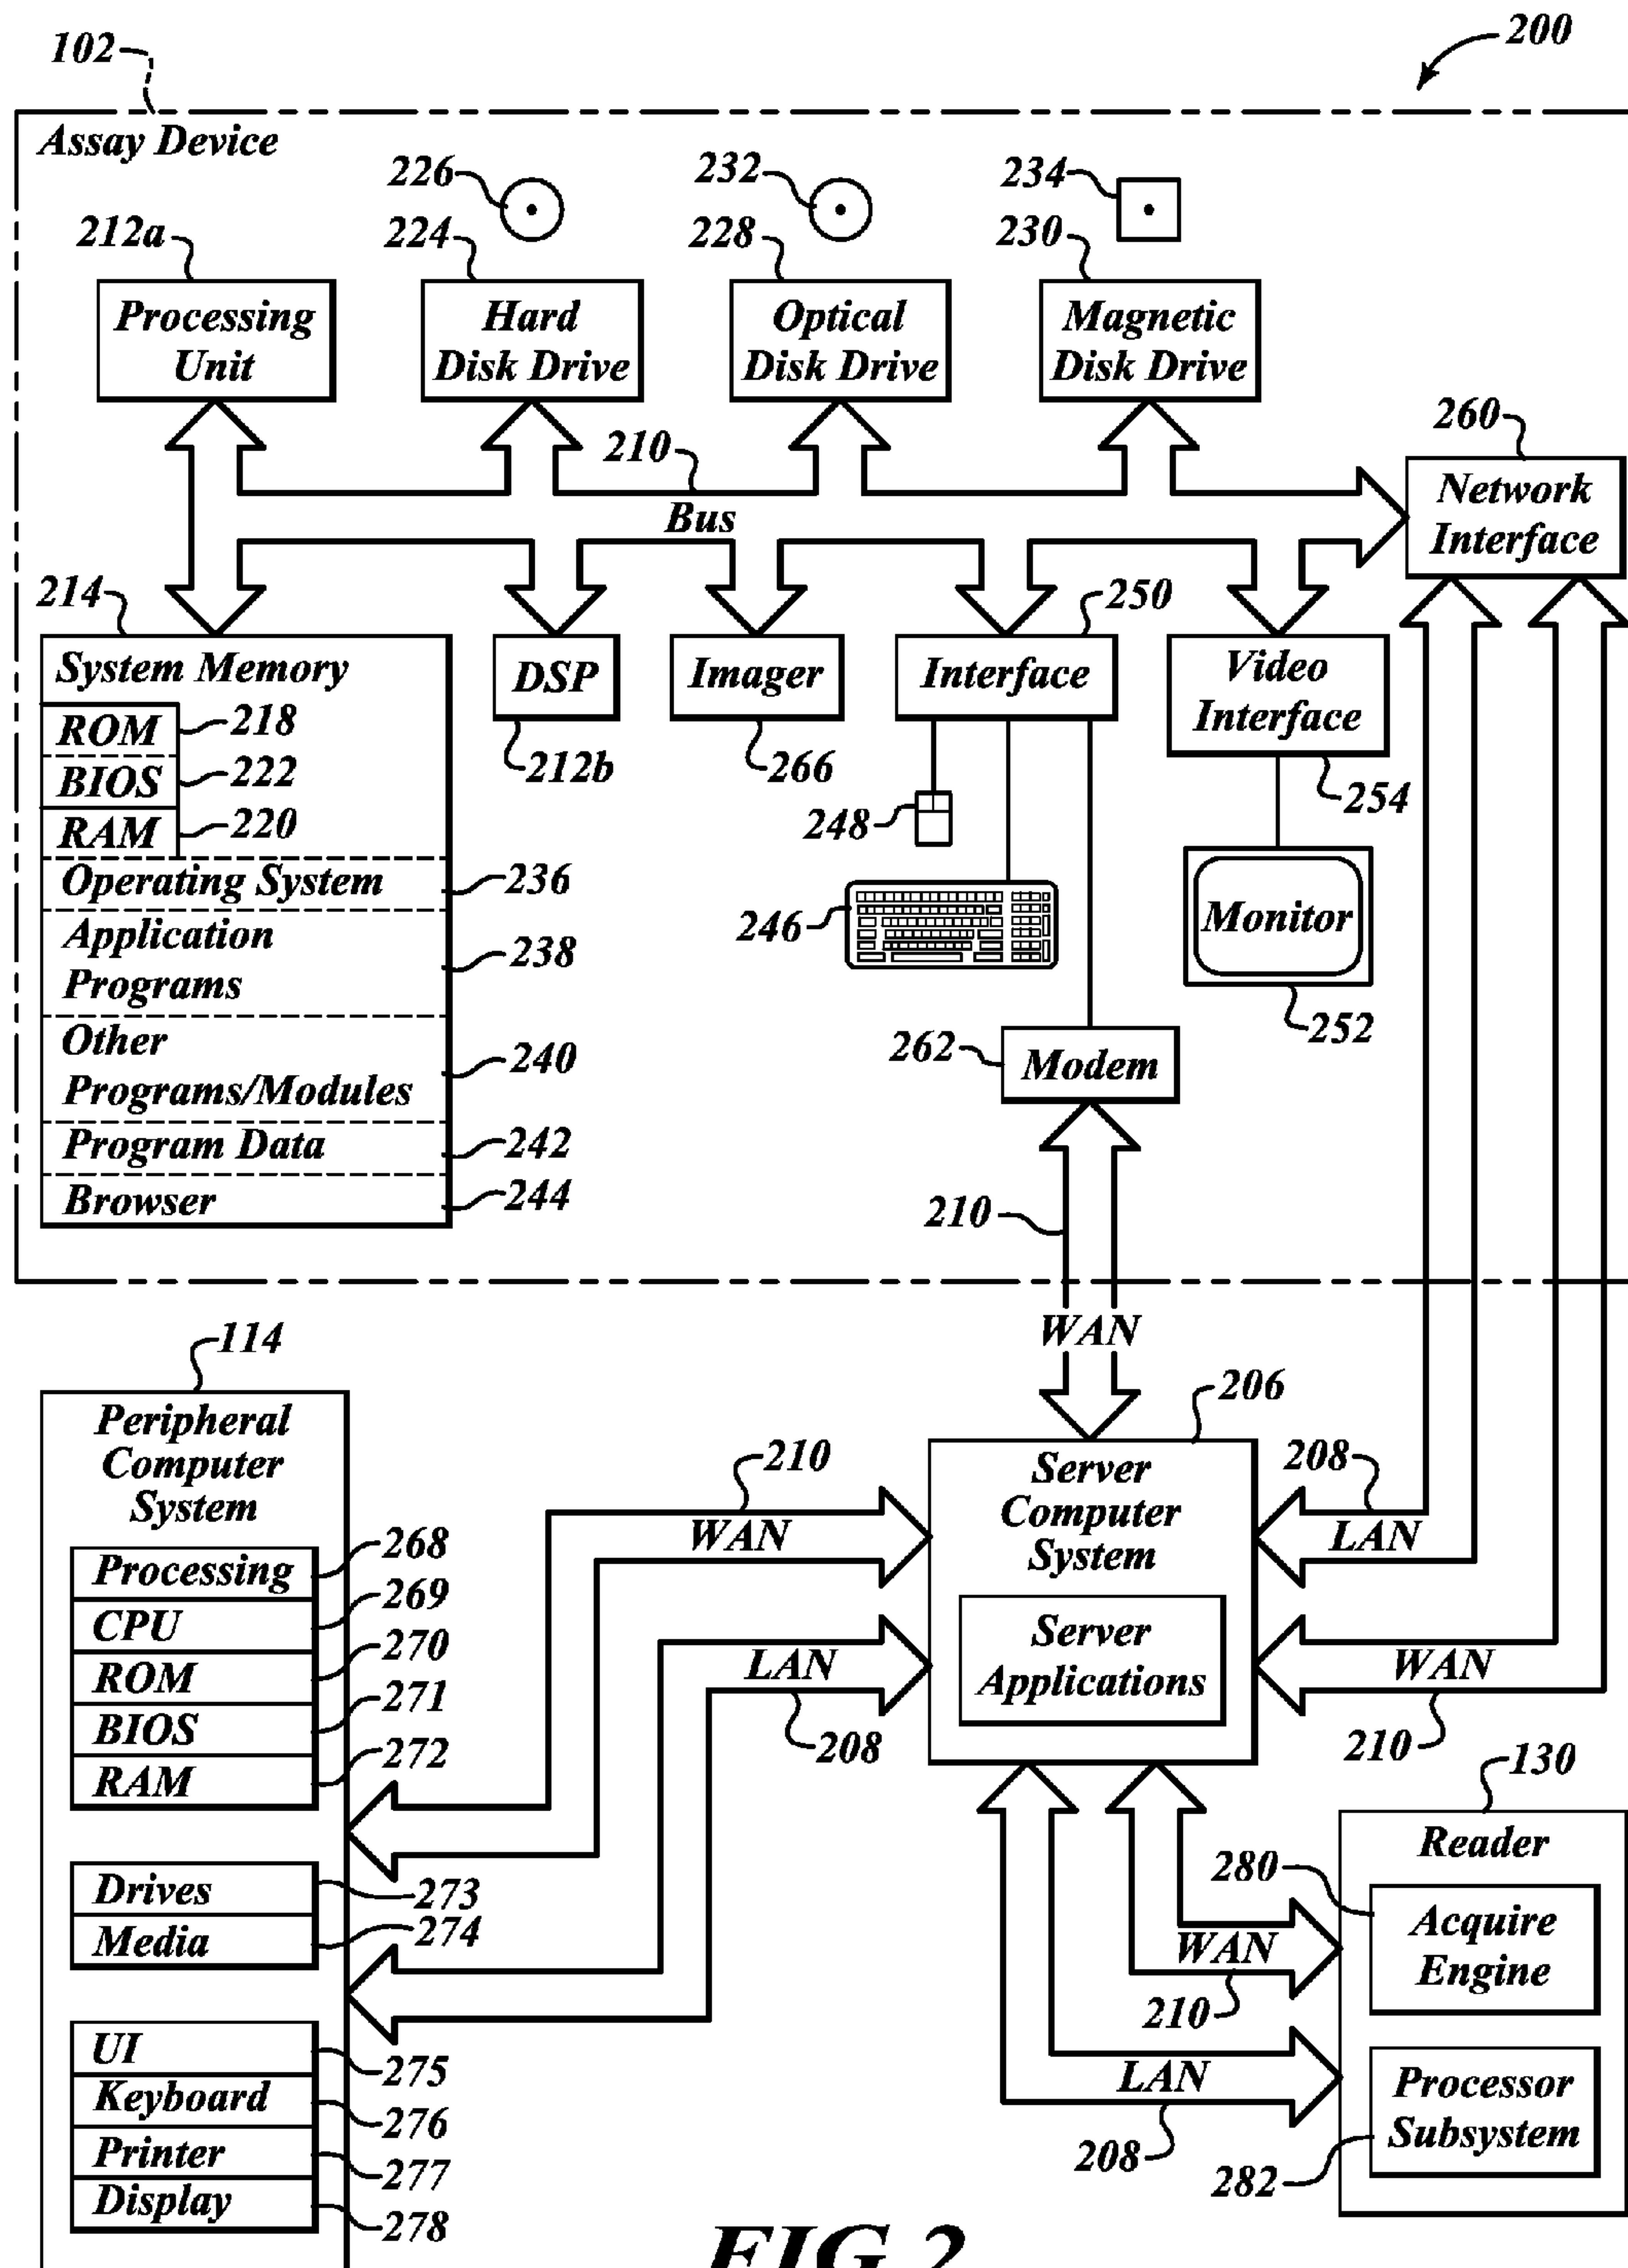 200
102
Assay Device
226
232
234
212a
224
228
230
Processing
Unit
Hard
Disk Drive
Optical
Disk Drive
Magnetic
Disk Drive
260
210
Network
Interface
Bus
214
250
System Memory
ROM
218
BIOS
222
RAM
220
Operating System
236
Application
Programs
238
Other
Programs/Modules
240
Program Data
242
Browser
244
DSP
212b
Imager
266
Interface
248
246
Video
Interface
254
Monitor
252
262
Modem
210
WAN
114
Peripheral
Computer
System
Processing
268
CPU
269
ROM
270
BIOS
271
RAM
272
Drives
273
Media
274
UI
275
Keyboard
276
Printer
277
Display
278
210
WAN
LAN
208
206
Server
Computer
System
Server
Applications
208
LAN
WAN
210
130
Reader
280
Acquire
Engine
WAN
210
LAN
208
Processor
Subsystem
282
FIG.2